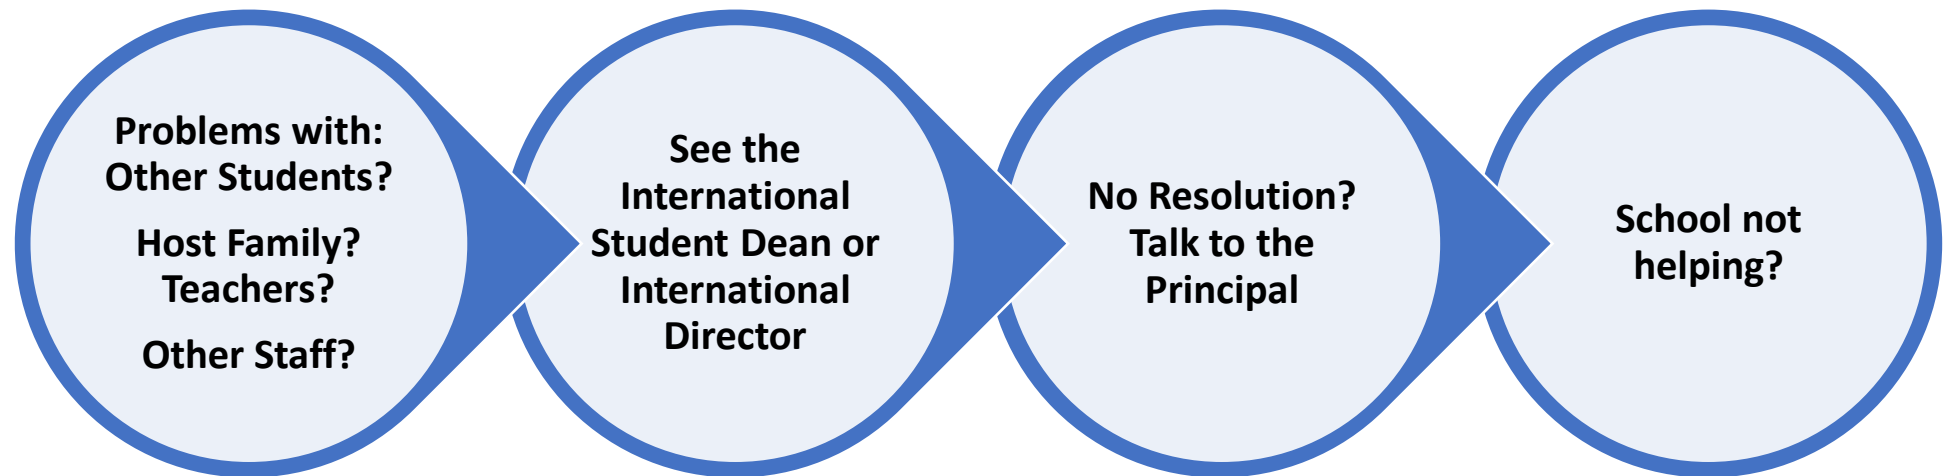 Problems with:
Other Students?
Host Family?
Teachers?
Other Staff?
See the
International
Student Dean or
International
Director
No Resolution?
Talk to the
Principal
School not
helping?